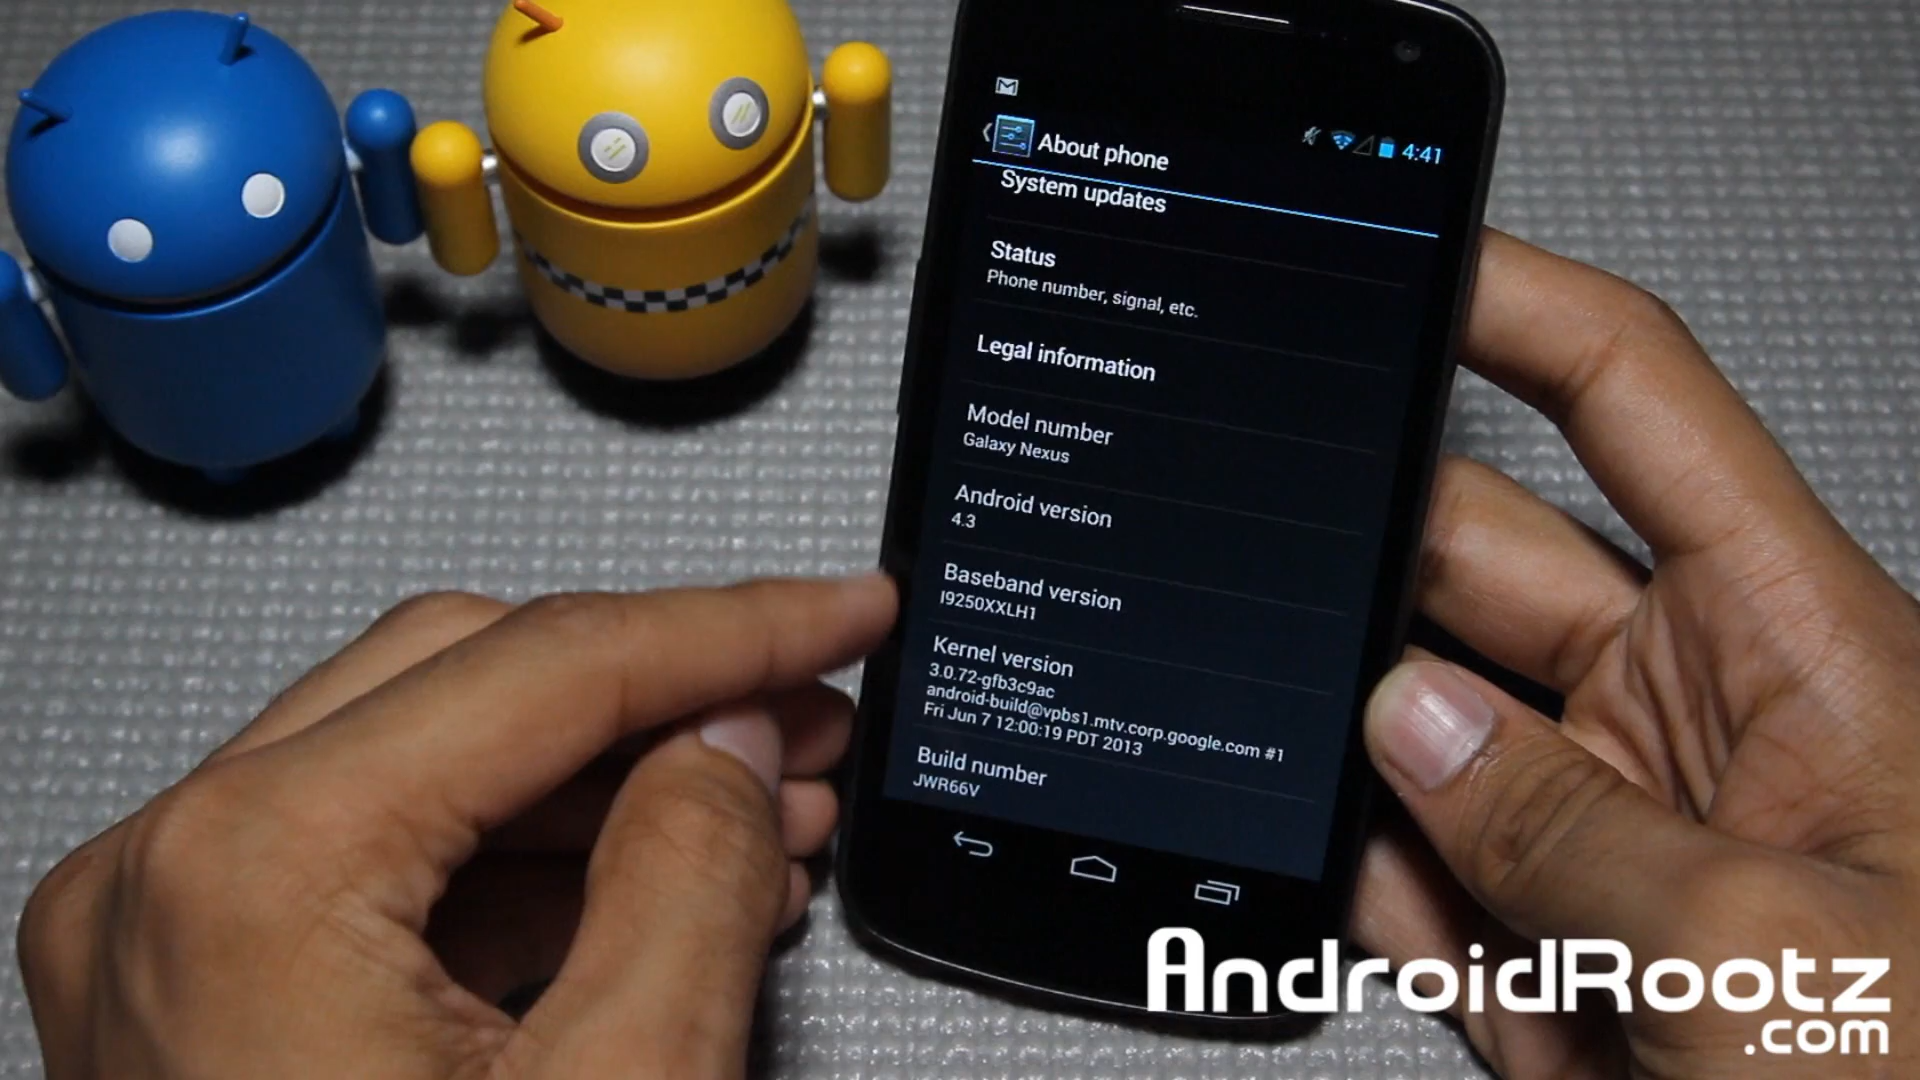 4:41
About phone
System updates
Status
Phone number, signal, etc.
Legal information
Model number
Galaxy Nexus
Android version
4.3
Baseband version
I9250XXLH1
Kernel version
3.0.72-gfb3c9ac
android-build@vpbs1.mtv.corp.google.com #1
Fri Jun 7 12:00:19 PDT 2013
Build number
JWR66V
AndroidRootz
.com